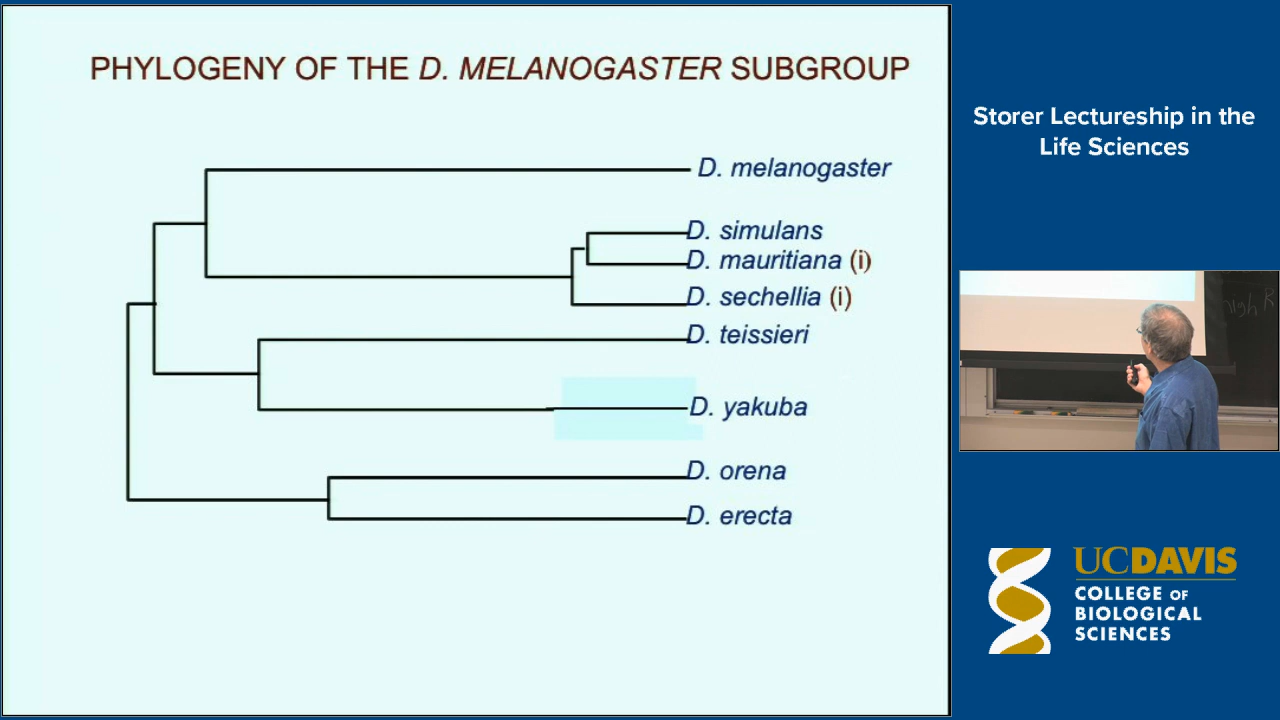 PHYLOGENY OF THE D. MELANOGASTER SUBGROUP
D. melanogaster
D. simulans
D. mauritiana (i)
D. sechellia (i)
D. teissieri
D. yakuba
D. orena
D. erecta
Storer Lectureship in the
Life Sciences
UCDAVIS
COLLEGE OF
BIOLOGICAL
SCIENCES